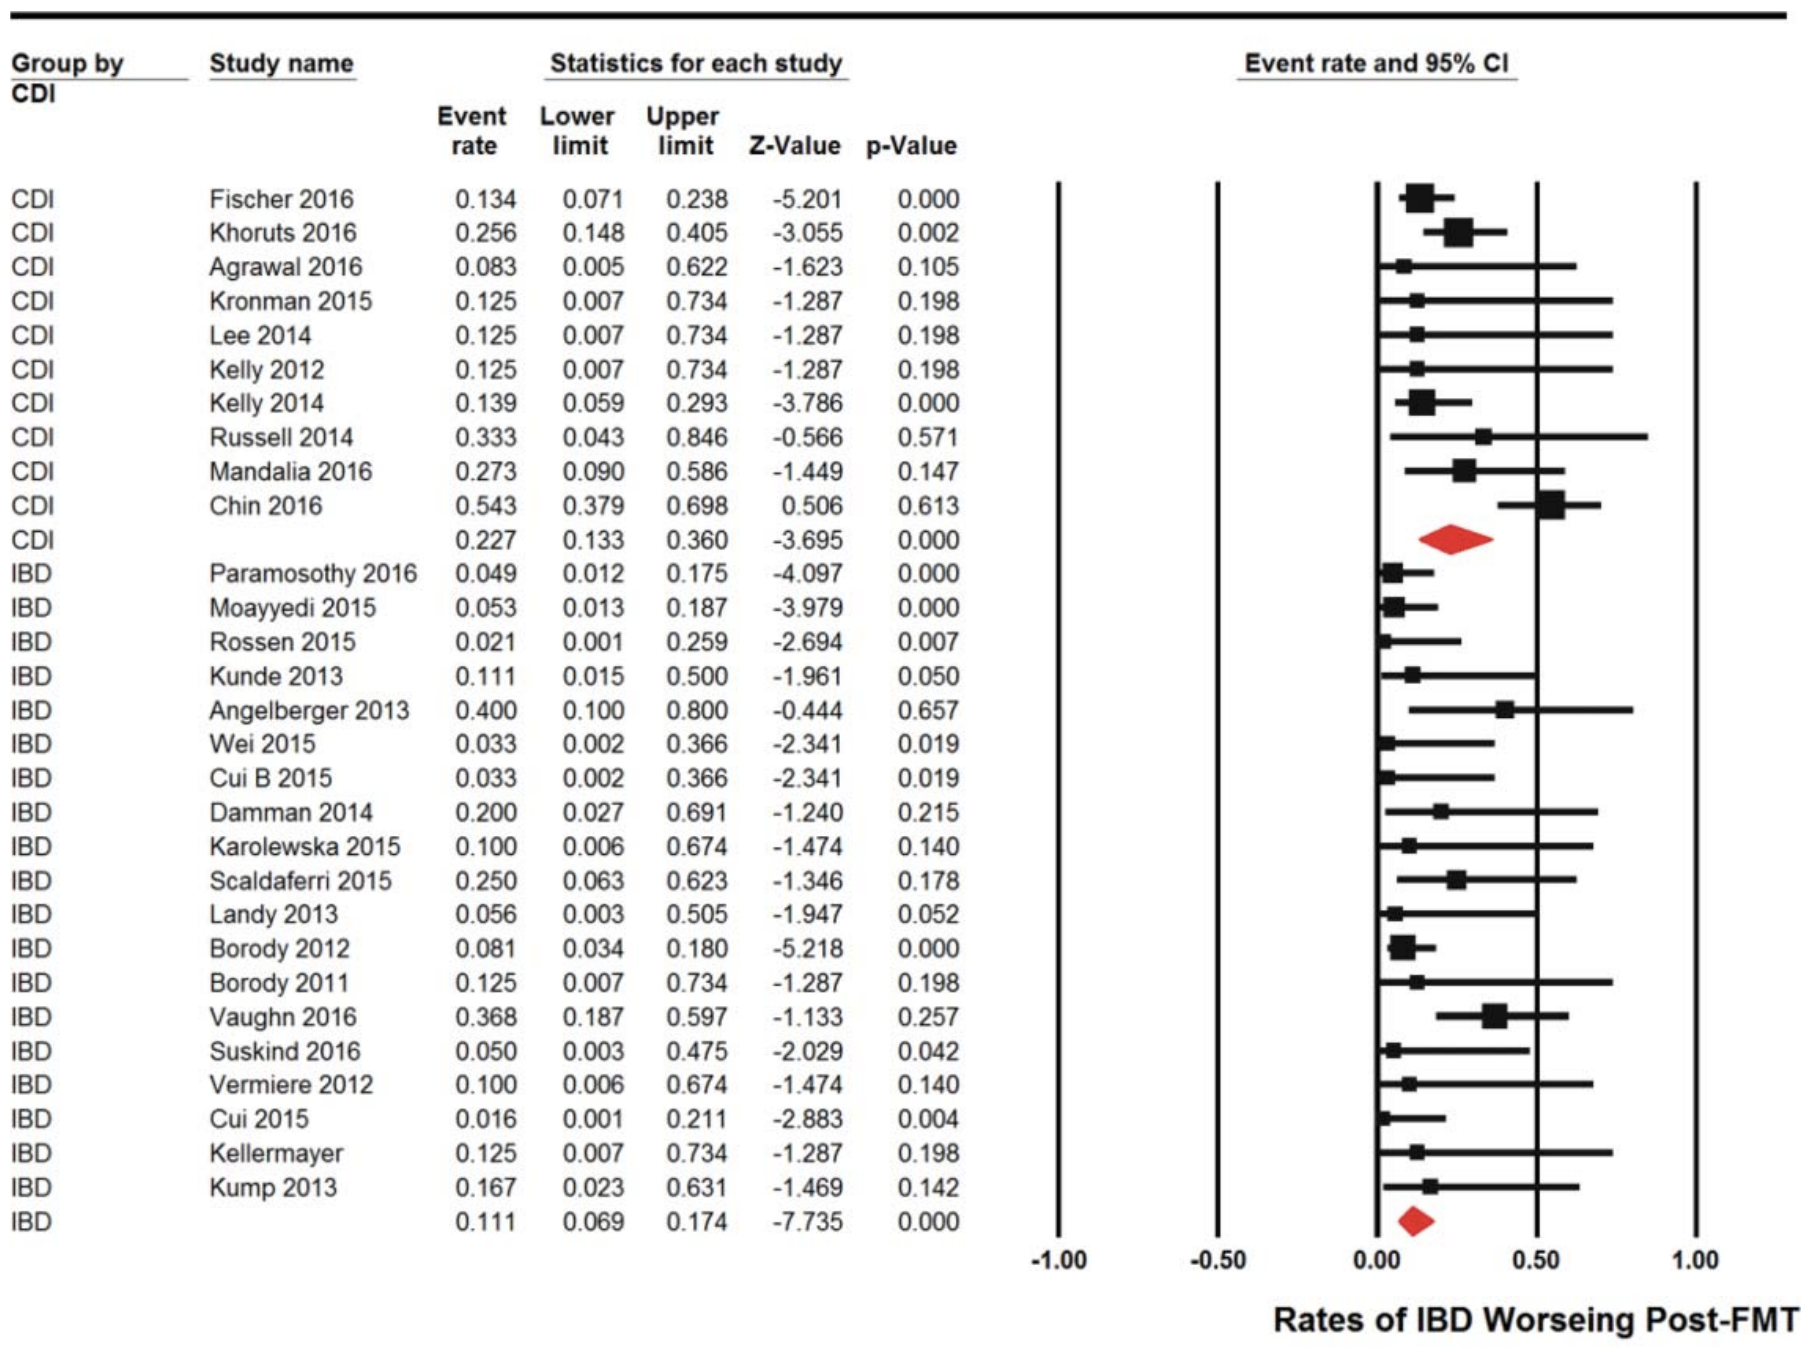 Group by Study name Statistics for each study Event rate and 95% CI
CDI
Event Lower Upper
rate limit limit Z-Value p-Value
CDI Fischer 2016 0.134 0.071 0.238 -5.201 0.000
CDI Khoruts 2016 0.256 0.148 0.405 -3.055 0.002
CDI Agrawal 2016 0.083 0.005 0.622 -1.623 0.105
CDI Kronman 2015 0.125 0.007 0.734 -1.287 0.198
CDI Lee 2014 0.125 0.007 0.734 -1.287 0.198
CDI Kelly 2012 0.125 0.007 0.734 -1.287 0.198
CDI Kelly 2014 0.139 0.059 0.293 -3.786 0.000
CDI Russell 2014 0.333 0.043 0.846 -0.566 0.571
CDI Mandalia 2016 0.273 0.090 0.586 -1.449 0.147
CDI Chin 2016 0.543 0.379 0.698 0.506 0.613
CDI 0.227 0.133 0.360 -3.695 0.000
IBD Paramosothy 2016 0.049 0.012 0.175 -4.097 0.000
IBD Moayyedi 2015 0.053 0.013 0.187 -3.979 0.000
IBD Rossen 2015 0.021 0.001 0.259 -2.694 0.007
IBD Kunde 2013 0.111 0.015 0.500 -1.961 0.050
IBD Angelberger 2013 0.400 0.100 0.800 -0.444 0.657
IBD Wei 2015 0.033 0.002 0.366 -2.341 0.019
IBD Cui B 2015 0.033 0.002 0.366 -2.341 0.019
IBD Damman 2014 0.200 0.027 0.691 -1.240 0.215
IBD Karolewska 2015 0.100 0.006 0.674 -1.474 0.140
IBD Scaldaferri 2015 0.250 0.063 0.623 -1.346 0.178
IBD Landy 2013 0.056 0.003 0.505 -1.947 0.052
IBD Borody 2012 0.081 0.034 0.180 -5.218 0.000
IBD Borody 2011 0.125 0.007 0.734 -1.287 0.198
IBD Vaughn 2016 0.368 0.187 0.597 -1.133 0.257
IBD Suskind 2016 0.050 0.003 0.475 -2.029 0.042
IBD Vermiere 2012 0.100 0.006 0.674 -1.474 0.140
IBD Cui 2015 0.016 0.001 0.211 -2.883 0.004
IBD Kellermayer 0.125 0.007 0.734 -1.287 0.198
IBD Kump 2013 0.167 0.023 0.631 -1.469 0.142
IBD 0.111 0.069 0.174 -7.735 0.000
-1.00 -0.50 0.00 0.50 1.00
Rates of IBD Worseing Post-FMT